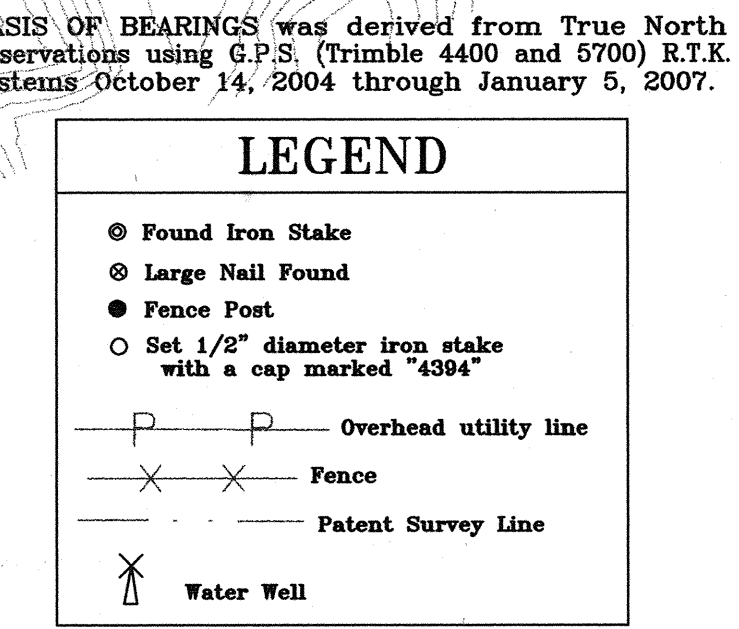 ASIS OF BEARINGS was derived from True North
servations using G.P.S. (Trimble 4400 and 5700) R.T.K.
stems October 14, 2004 through January 5, 2007.
LEGEND
Found Iron Stake
Large Nail Found
Fence Post
Set 1/2" diameter iron stake
with a cap marked "4394"
P P Overhead utility line
Fence
Patent Survey Line
Water Well